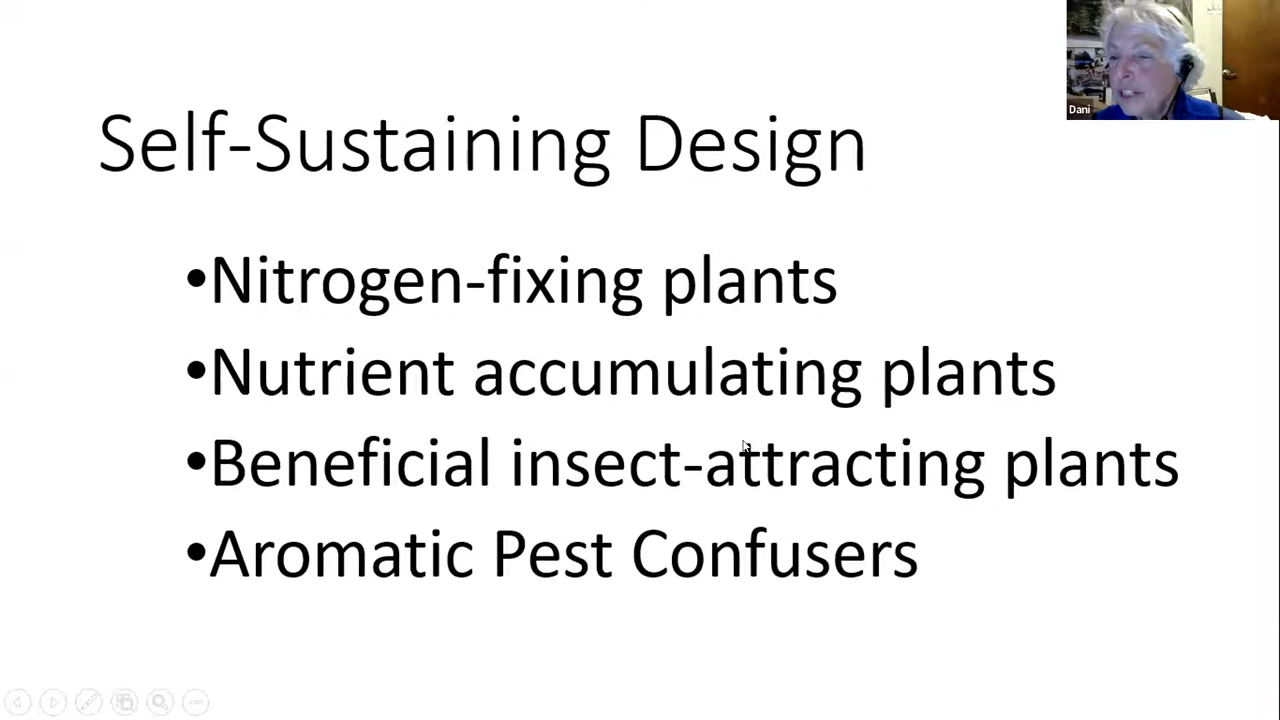 Dani
Self-Sustaining Design
•Nitrogen-fixing plants
•Nutrient accumulating plants
•Beneficial insect-attracting plants
•Aromatic Pest Confusers